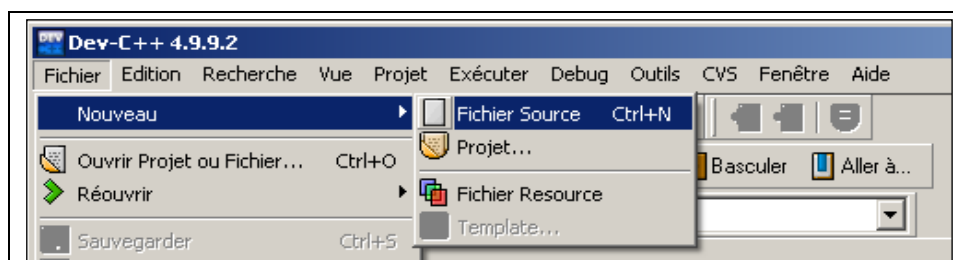 Dev-C++ 4.9.9.2
Fichier Edition Recherche Vue Projet Exécuter Debug Outils CVS Fenêtre Aide
Nouveau
Fichier Source Ctrl+N
Projet...
Ouvrir Projet ou Fichier... Ctrl+O
Basculer Aller à...
Réouvrir
Fichier Resource
Template...
Sauvegarder Ctrl+S